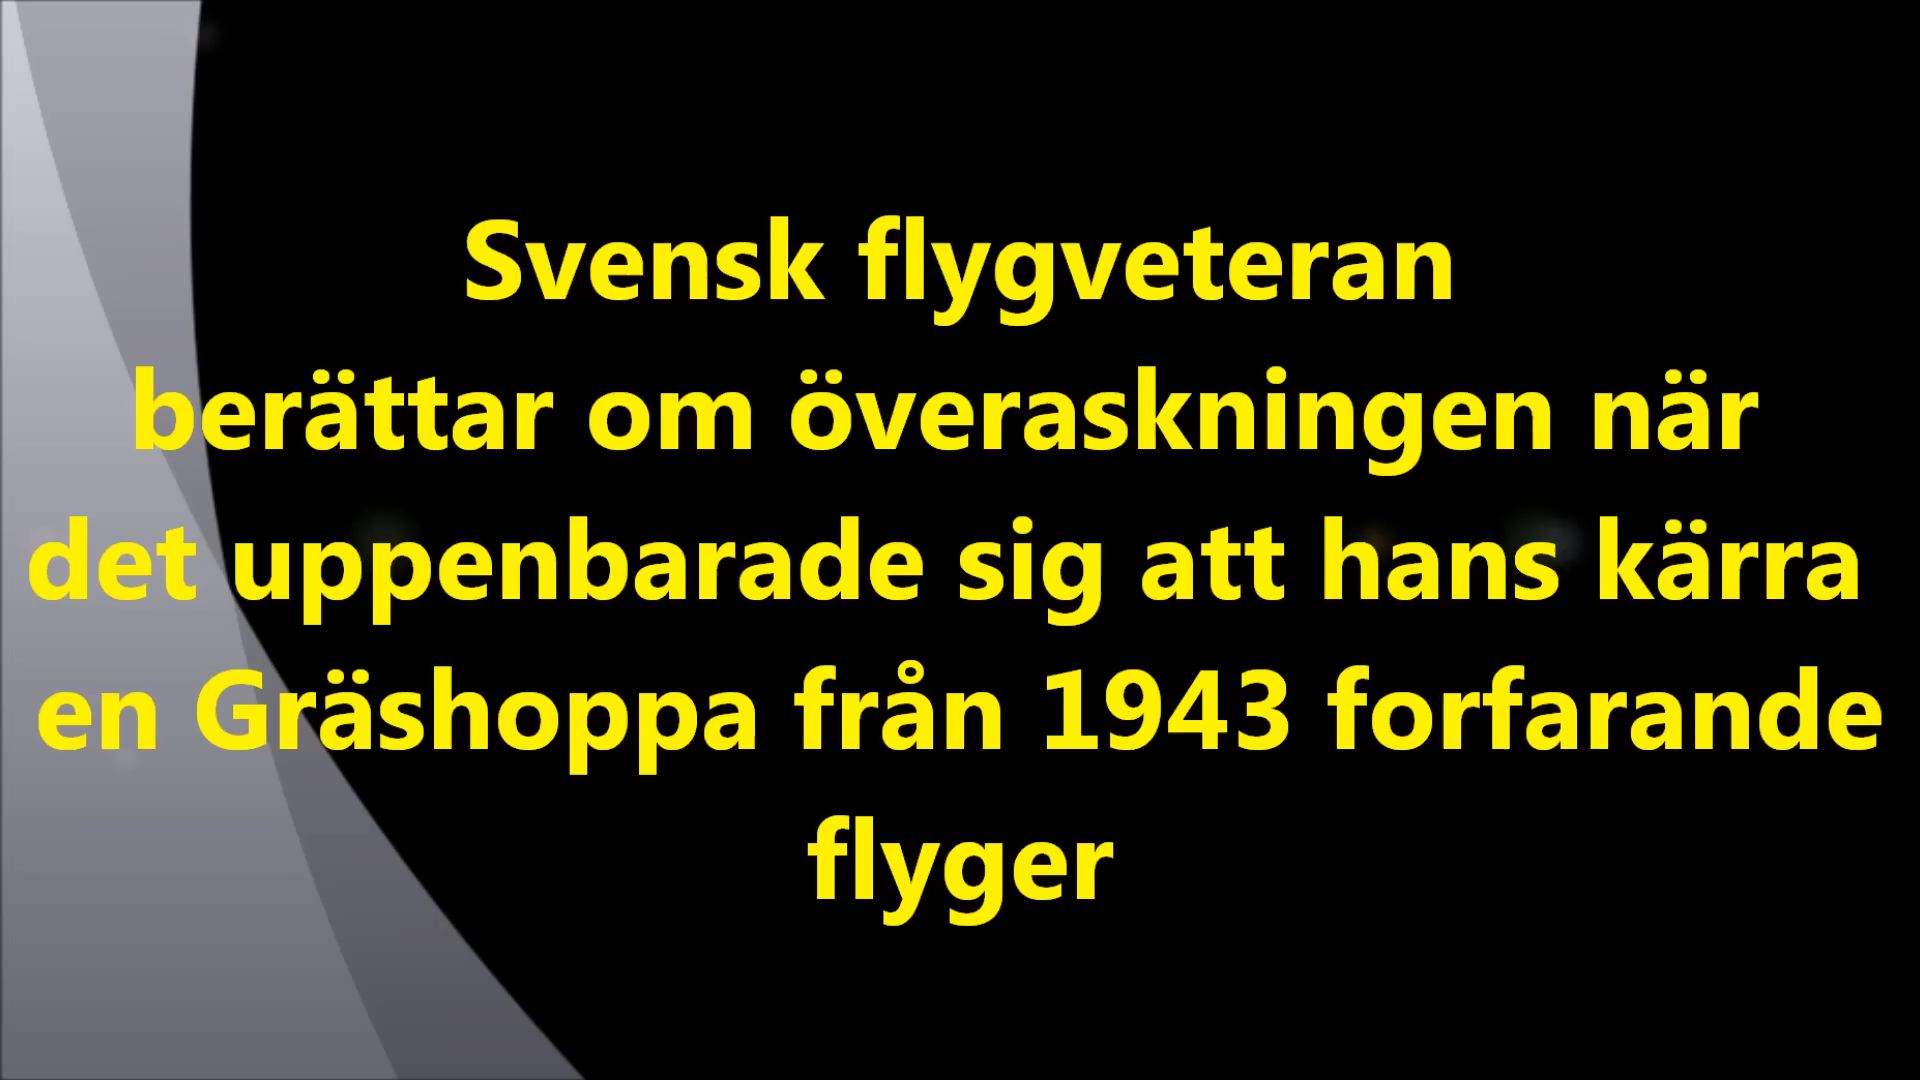 Svensk flygveteran
berättar om överaskningen när
det uppenbarade sig att hans kärra
en Gräshoppa från 1943 forfarande
flyger